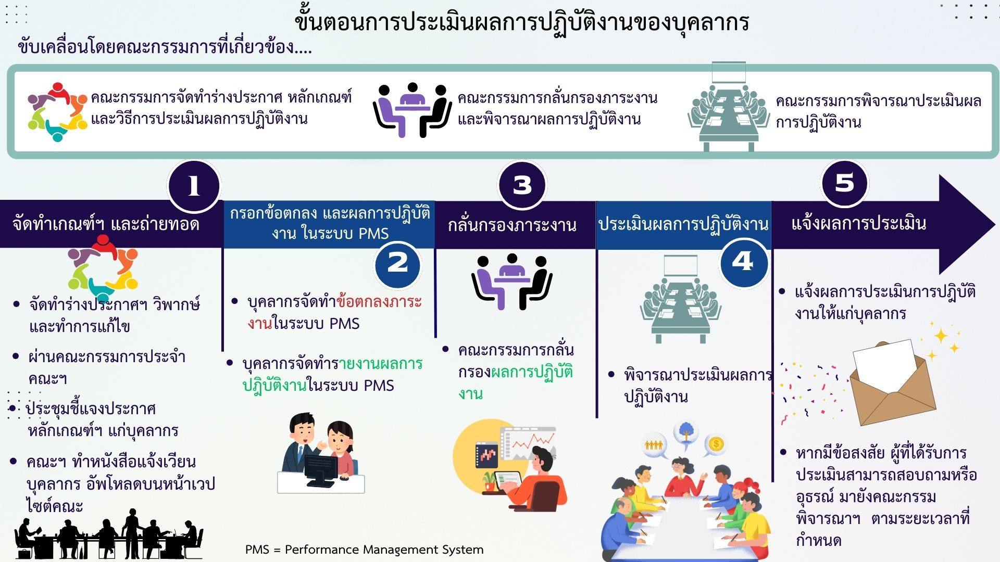 ขั้นตอนการประเมินผลการปฏิบัติงานของบุคลากร
ขับเคลื่อนโดยคณะกรรมการที่เกี่ยวข้อง....
คณะกรรมการจัดทำร่างประกาศ หลักเกณฑ์
และวิธีการประเมินผลการปฏิบัติงาน
คณะกรรมการกลั่นกรองภาระงาน
และพิจารณาผลการปฏิบัติงาน
คณะกรรมการพิจารณาประเมินผล
การปฏิบัติงาน
1
จัดทำเกณฑ์ฯ และถ่ายทอด
• จัดทำร่างประกาศฯ วิพากษ์
และทำการแก้ไข
• ผ่านคณะกรรมการประจำ
คณะฯ
• ประชุมชี้แจงประกาศ
หลักเกณฑ์ฯ แก่บุคลากร
• คณะฯ ทำหนังสือแจ้งเวียน
บุคลากร อัพโหลดบนหน้าเวป
ไซต์คณะ
กรอกข้อตกลง และผลการปฎิบัติ
งาน ในระบบ PMS
2
• บุคลากรจัดทำข้อตกลงภาระ
งานในระบบ PMS
• บุคลากรจัดทำรายงานผลการ
ปฎิบัติงานในระบบ PMS
3
กลั่นกรองภาระงาน
• คณะกรรมการกลั่น
กรองผลการปฏิบัติ
งาน
ประเมินผลการปฏิบัติงาน
4
• พิจารณาประเมินผลการ
ปฏิบัติงาน
5
แจ้งผลการประเมิน
• แจ้งผลการประเมินการปฎิบัติ
งานให้แก่บุคลากร
• หากมีข้อสงสัย ผู้ที่ได้รับการ
ประเมินสามารถสอบถามหรือ
อุธรณ์ มายังคณะกรรม
พิจารณาฯ ตามระยะเวลาที่
กำหนด
PMS = Performance Management System